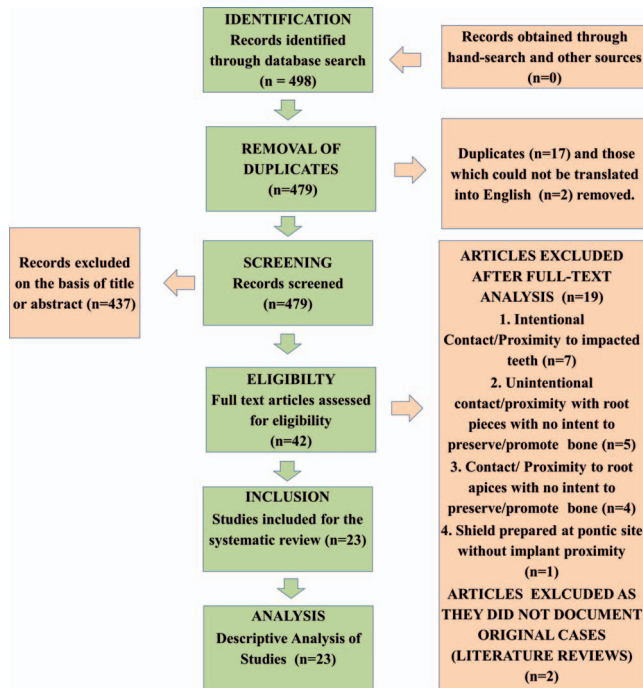 IDENTIFICATION
Records identified
through database search
(n = 498)
Records obtained through
hand-search and other sources
(n=0)
REMOVAL OF
DUPLICATES
(n=479)
Duplicates (n=17) and those
which could not be translated
into English (n=2) removed.
Records excluded
on the basis of title
or abstract (n=437)
SCREENING
Records screened
(n=479)
ELIGIBILTY
Full text articles assessed
for eligibility
(n=42)
INCLUSION
Studies included for the
systematic review (n=23)
ANALYSIS
Descriptive Analysis of
Studies (n=23)
ARTICLES EXCLUDED
AFTER FULL-TEXT
ANALYSIS (n=19)
1. Intentional
Contact/Proximity to impacted
teeth (n=7)
2. Unintentional
contact/proximity with root
pieces with no intent to
preserve/promote bone (n=5)
3. Contact/ Proximity to root
apices with no intent to
preserve/promote bone (n=4)
4. Shield prepared at pontic site
without implant proximity
(n=1)
ARTICLES EXLCUDED AS
THEY DID NOT DOCUMENT
ORIGINAL CASES
(LITERATURE REVIEWS)
(n=2)